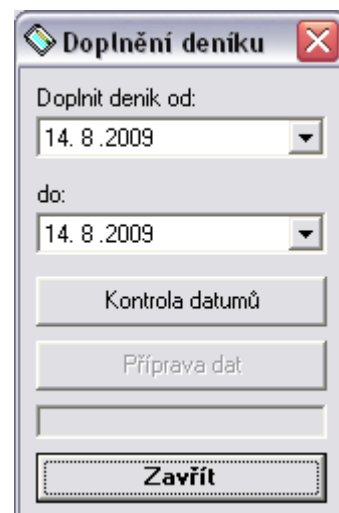 Doplnění deníku
Doplnit denik od:
14. 8 .2009
do:
14. 8 .2009
Kontrola datumů
Příprava dat
Zavřít